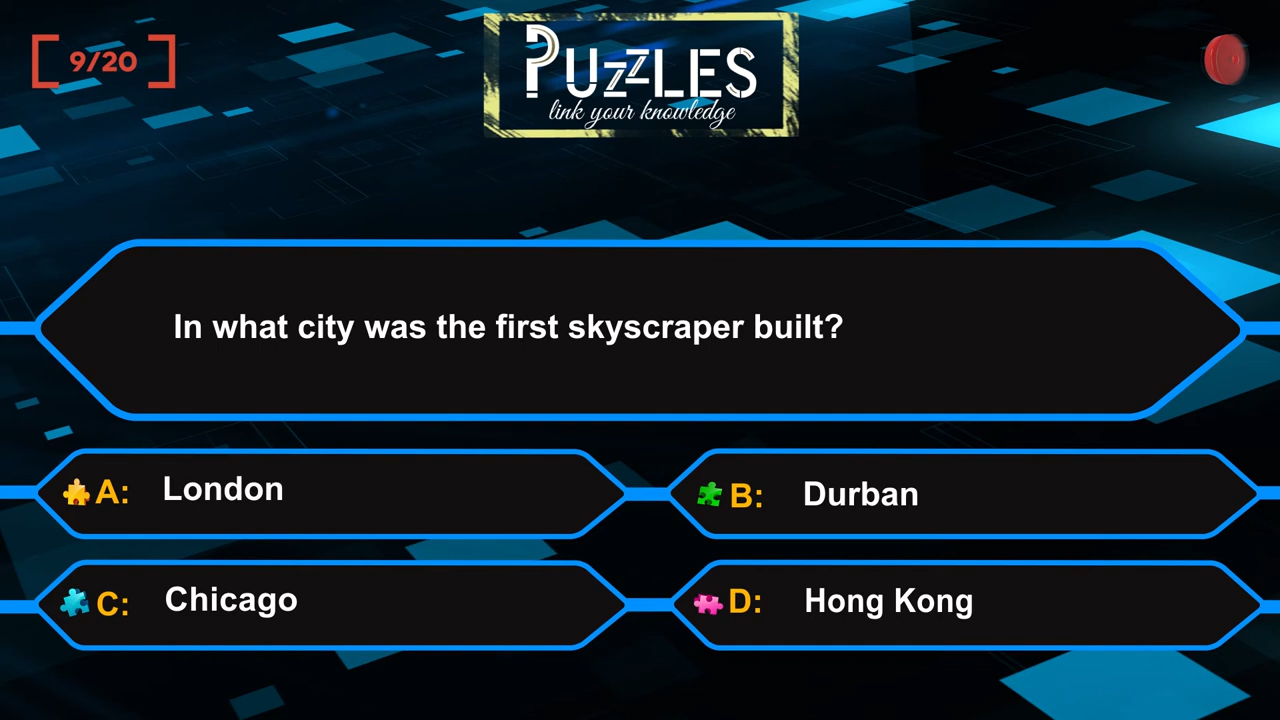 9/20
PUZZLES
link your knowledge
In what city was the first skyscraper built?
A: London
B: Durban
C: Chicago
D: Hong Kong